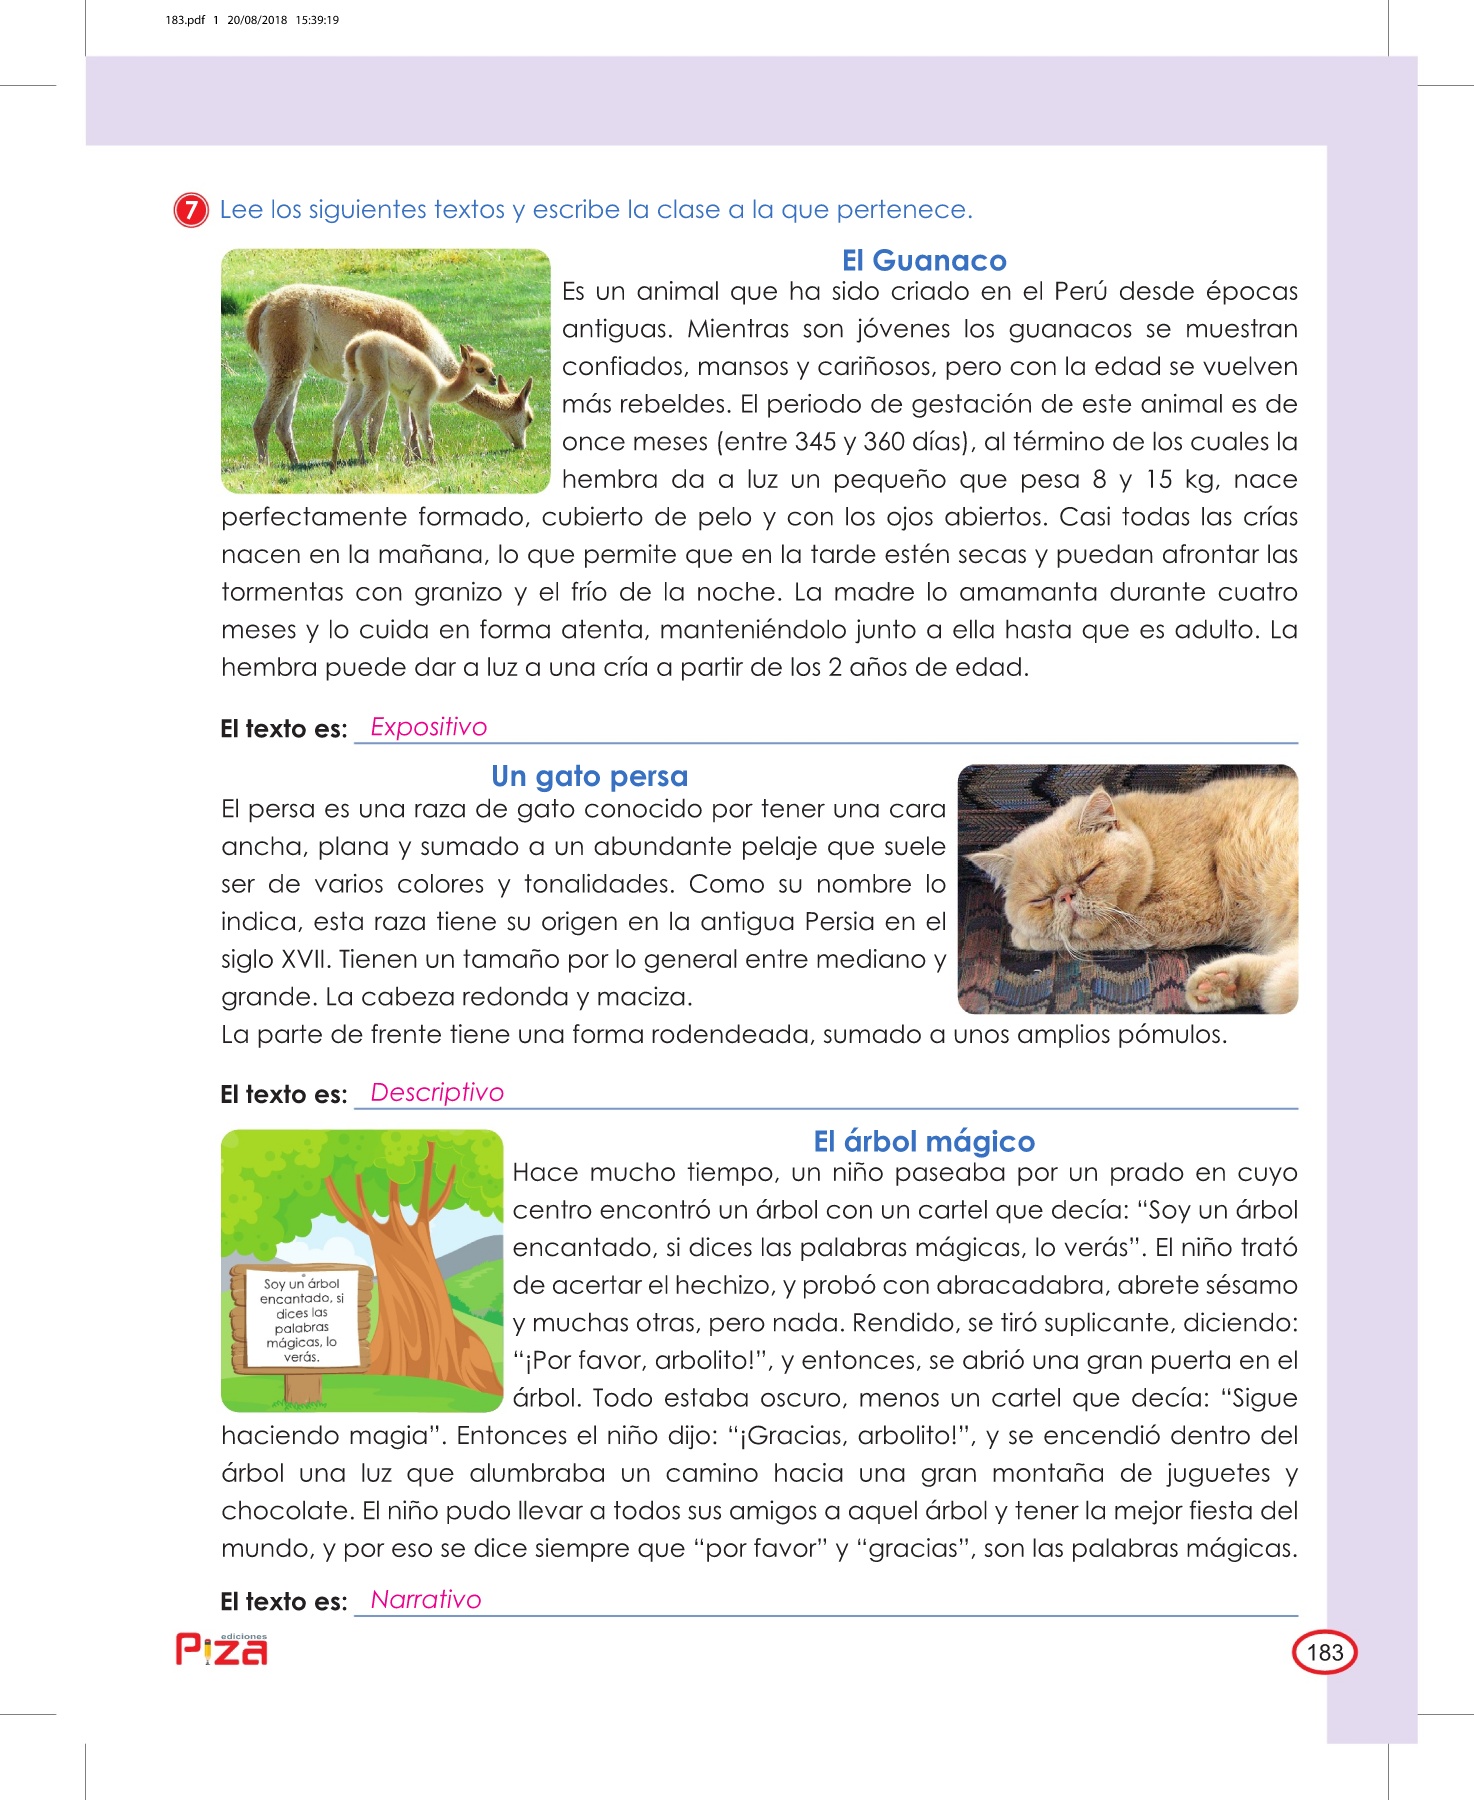 183.pdf 1 20/08/2018 15:39:19
7 Lee los siguientes textos y escribe la clase a la que pertenece.
El Guanaco
Es un animal que ha sido criado en el Perú desde épocas
antiguas. Mientras son jóvenes los guanacos se muestran
confiados, mansos y cariñosos, pero con la edad se vuelven
más rebeldes. El periodo de gestación de este animal es de
once meses (entre 345 y 360 días), al término de los cuales la
hembra da a luz un pequeño que pesa 8 y 15 kg, nace
perfectamente formado, cubierto de pelo y con los ojos abiertos. Casi todas las crías
nacen en la mañana, lo que permite que en la tarde estén secas y puedan afrontar las
tormentas con granizo y el frío de la noche. La madre lo amamanta durante cuatro
meses y lo cuida en forma atenta, manteniéndolo junto a ella hasta que es adulto. La
hembra puede dar a luz a una cría a partir de los 2 años de edad.
El texto es: Expositivo
Un gato persa
El persa es una raza de gato conocido por tener una cara
ancha, plana y sumado a un abundante pelaje que suele
ser de varios colores y tonalidades. Como su nombre lo
indica, esta raza tiene su origen en la antigua Persia en el
siglo XVII. Tienen un tamaño por lo general entre mediano y
grande. La cabeza redonda y maciza.
La parte de frente tiene una forma rodendeada, sumado a unos amplios pómulos.
El texto es: Descriptivo
El árbol mágico
Hace mucho tiempo, un niño paseaba por un prado en cuyo
centro encontró un árbol con un cartel que decía: “Soy un árbol
encantado, si dices las palabras mágicas, lo verás”. El niño trató
de acertar el hechizo, y probó con abracadabra, abrete sésamo
y muchas otras, pero nada. Rendido, se tiró suplicante, diciendo:
“¡Por favor, arbolito!”, y entonces, se abrió una gran puerta en el
árbol. Todo estaba oscuro, menos un cartel que decía: “Sigue
haciendo magia”. Entonces el niño dijo: “¡Gracias, arbolito!”, y se encendió dentro del
árbol una luz que alumbraba un camino hacia una gran montaña de juguetes y
chocolate. El niño pudo llevar a todos sus amigos a aquel árbol y tener la mejor fiesta del
mundo, y por eso se dice siempre que “por favor” y “gracias”, son las palabras mágicas.
Soy un árbol
encantado, si
dices las
palabras
mágicas, lo
verás.
El texto es: Narrativo
ediciones
Piza
183